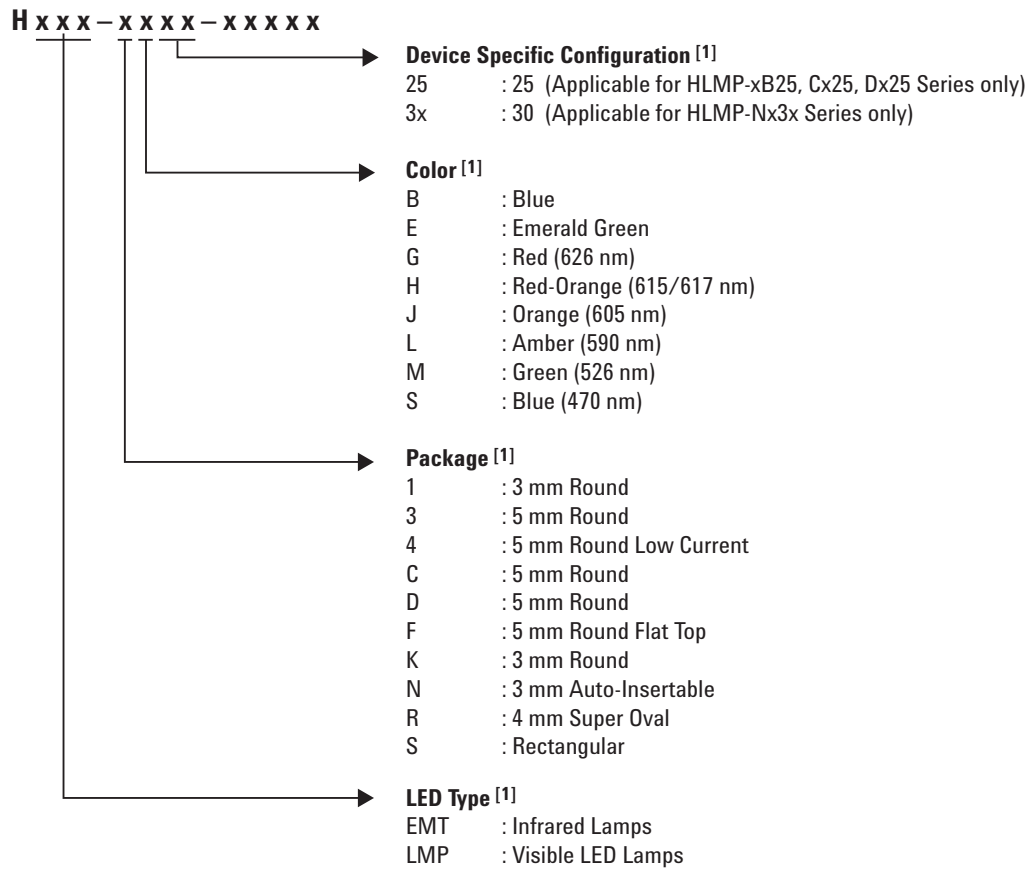 H x x x – x x x x – x x x x x
Device Specific Configuration [1]
25 : 25 (Applicable for HLMP-xB25, Cx25, Dx25 Series only)
3x : 30 (Applicable for HLMP-Nx3x Series only)
Color [1]
B : Blue
E : Emerald Green
G : Red (626 nm)
H : Red-Orange (615/617 nm)
J : Orange (605 nm)
L : Amber (590 nm)
M : Green (526 nm)
S : Blue (470 nm)
Package [1]
1 : 3 mm Round
3 : 5 mm Round
4 : 5 mm Round Low Current
C : 5 mm Round
D : 5 mm Round
F : 5 mm Round Flat Top
K : 3 mm Round
N : 3 mm Auto-Insertable
R : 4 mm Super Oval
S : Rectangular
LED Type [1]
EMT : Infrared Lamps
LMP : Visible LED Lamps